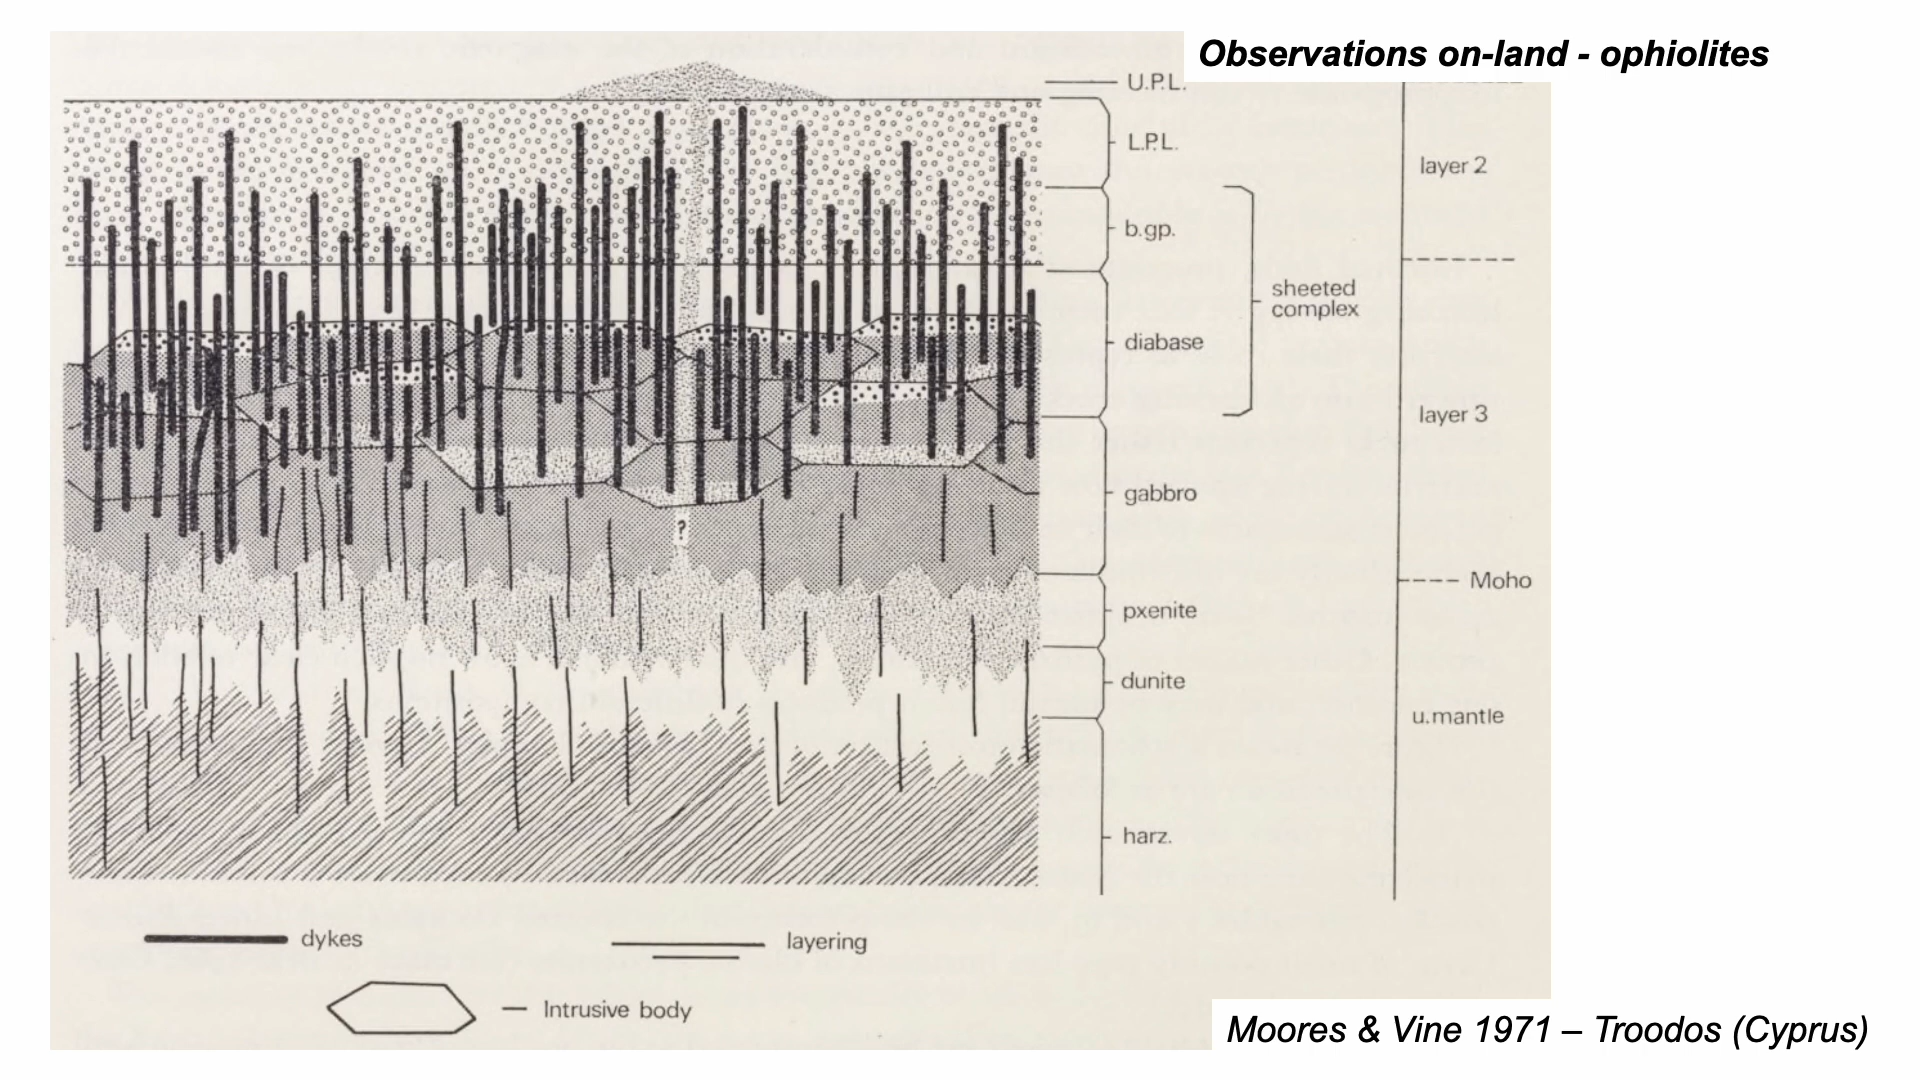 Observations on-land - ophiolites
U.P.L.
L.P.L.
layer 2
b.gp.
sheeted
complex
diabase
layer 3
gabbro
?
Moho
pxenite
dunite
u.mantle
harz.
dykes
layering
Intrusive body
Moores & Vine 1971 – Troodos (Cyprus)